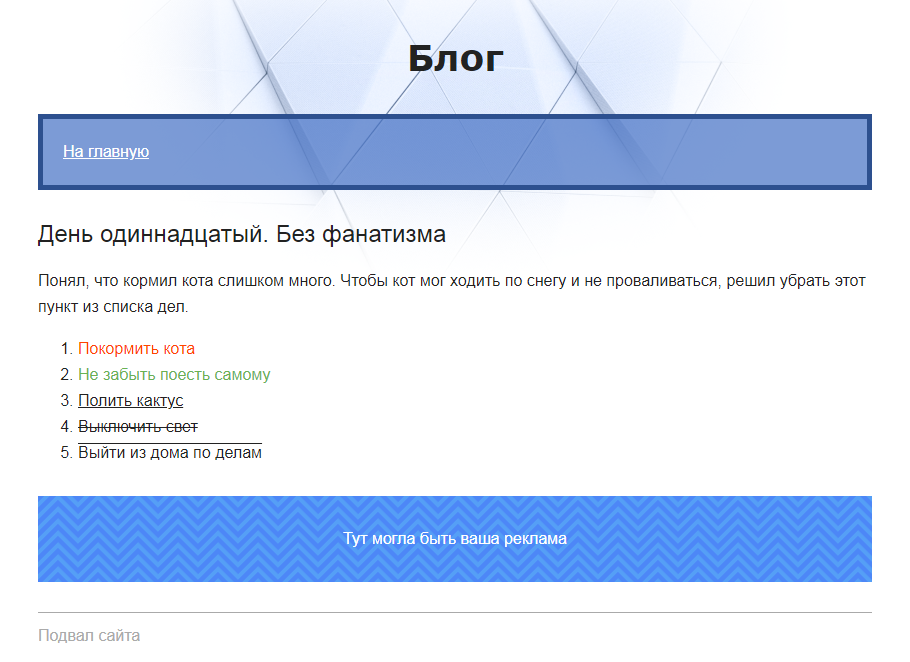 Блог
На главную
День одиннадцатый. Без фанатизма
Понял, что кормил кота слишком много. Чтобы кот мог ходить по снегу и не проваливаться, решил убрать этот
пункт из списка дел.
1. Покормить кота
2. Не забыть поесть самому
3. Полить кактус
4. Выключить свет
5. Выйти из дома по делам
Тут могла быть ваша реклама
Подвал сайта